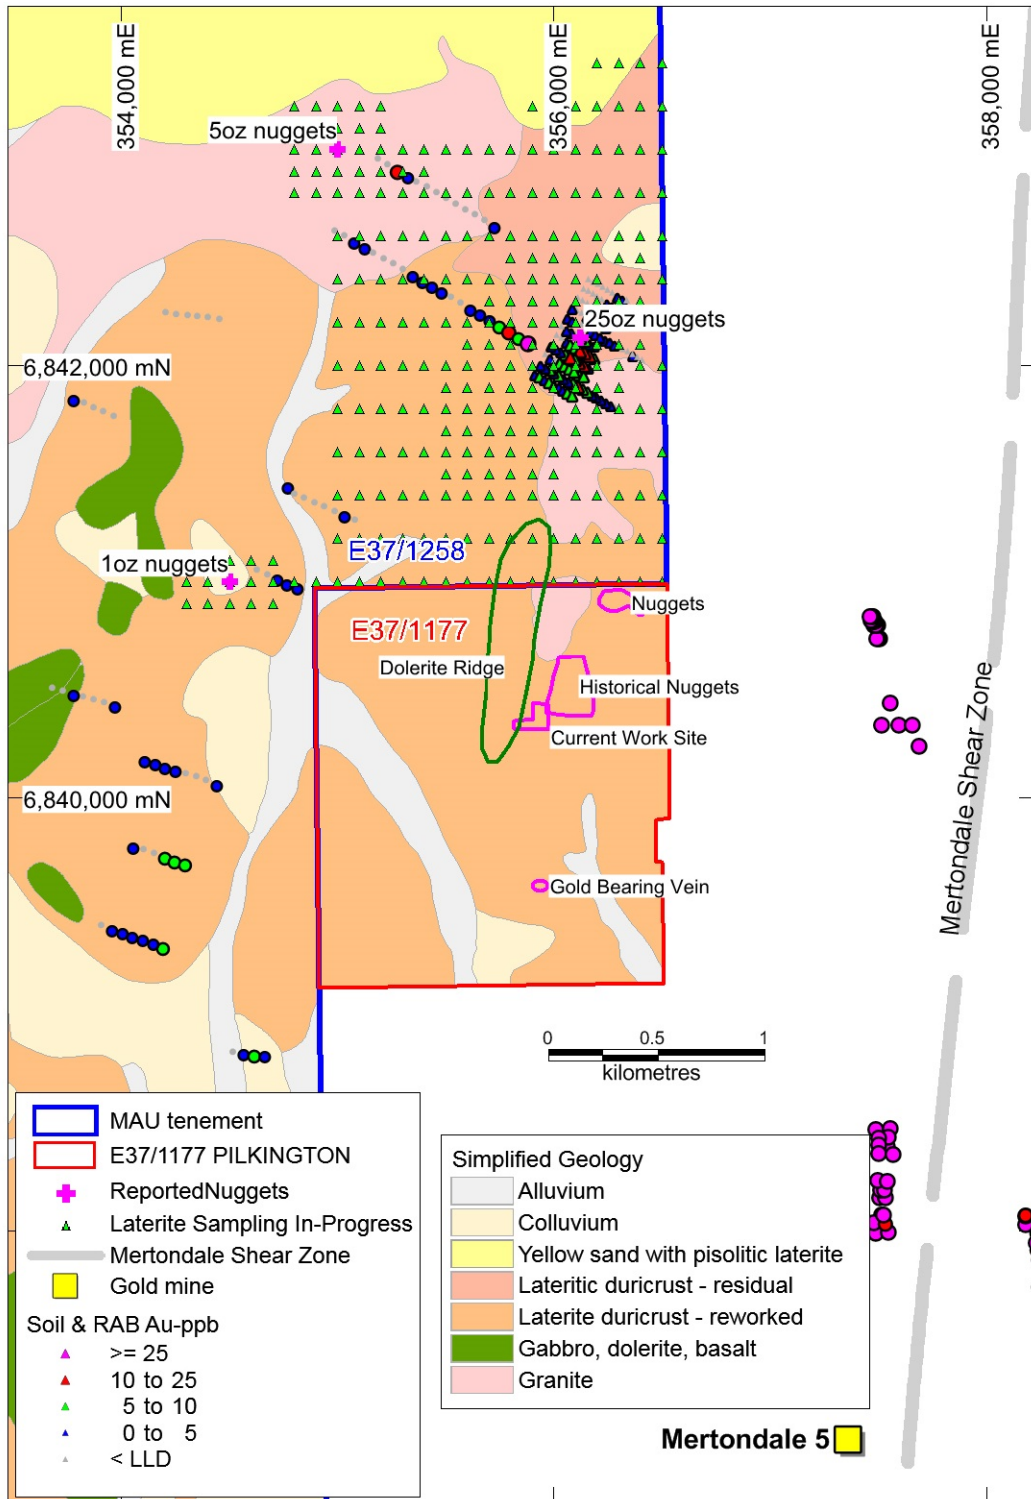 354,000 mE
356,000 mE
358,000 mE
5oz nuggets
25oz nuggets
6,842,000 mN
E37/1258
1oz nuggets
Nuggets
E37/1177
Dolerite Ridge
Historical Nuggets
Current Work Site
Mertondale Shear Zone
6,840,000 mN
Gold Bearing Vein
0 0.5 1
kilometres
MAU tenement
E37/1177 PILKINGTON
ReportedNuggets
Laterite Sampling In-Progress
Mertondale Shear Zone
Gold mine
Soil & RAB Au-ppb
>= 25
10 to 25
5 to 10
0 to 5
< LLD
Simplified Geology
Alluvium
Colluvium
Yellow sand with pisolitic laterite
Lateritic duricrust - residual
Laterite duricrust - reworked
Gabbro, dolerite, basalt
Granite
Mertondale 5